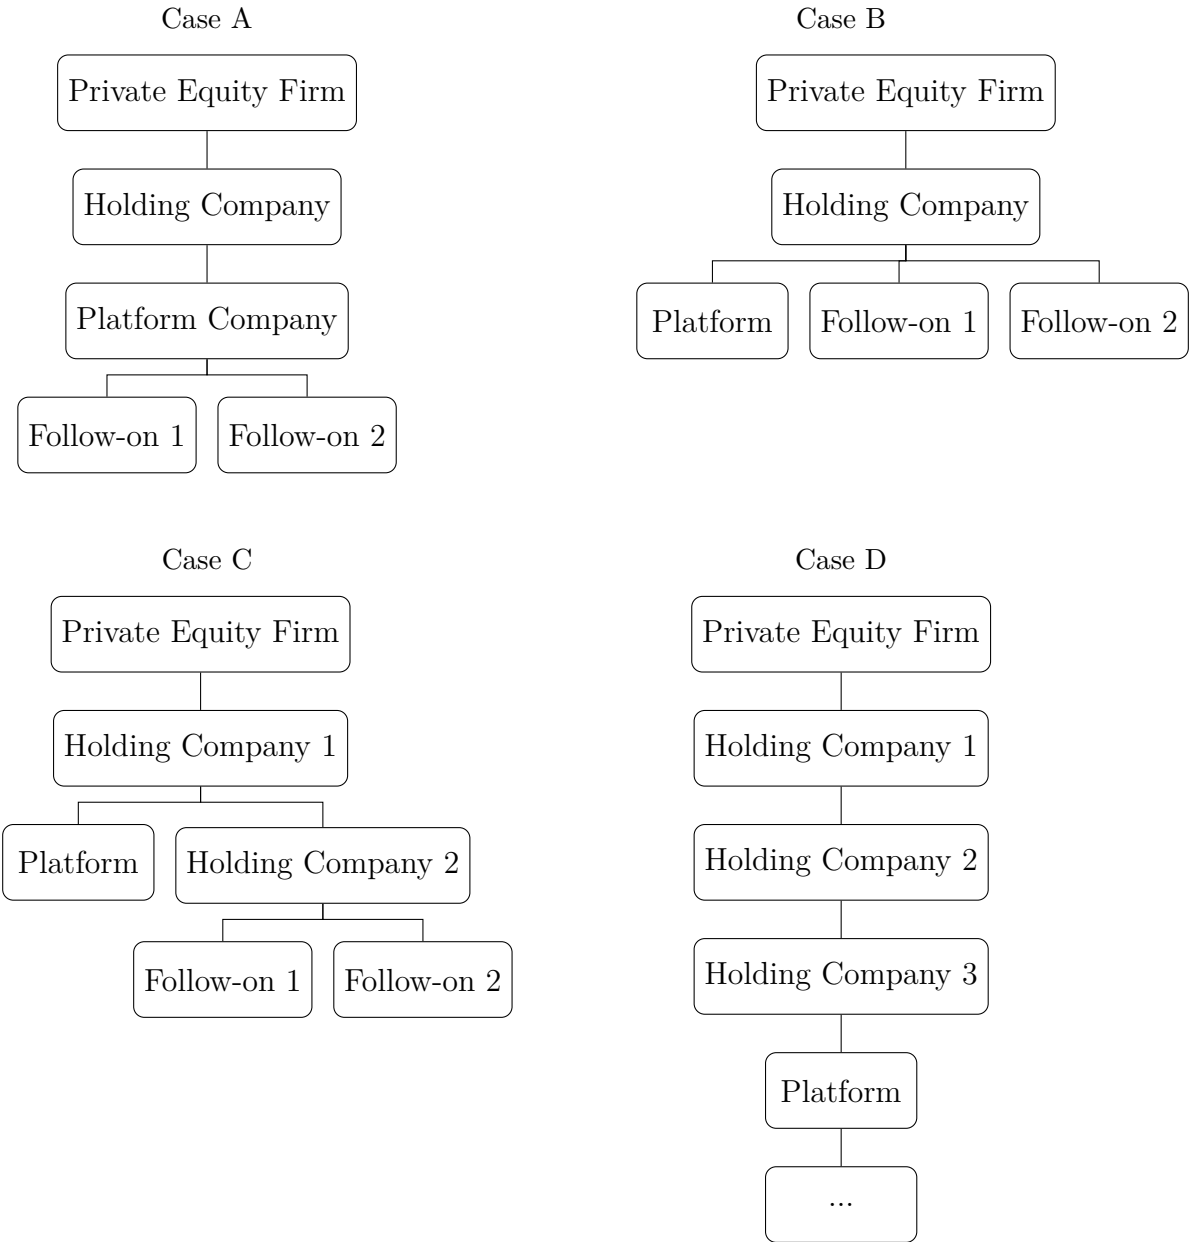 Case A
Private Equity Firm
Holding Company
Platform Company
Follow-on 1
Follow-on 2
Case B
Private Equity Firm
Holding Company
Platform
Follow-on 1
Follow-on 2
Case C
Private Equity Firm
Holding Company 1
Platform
Holding Company 2
Follow-on 1
Follow-on 2
Case D
Private Equity Firm
Holding Company 1
Holding Company 2
Holding Company 3
Platform
...